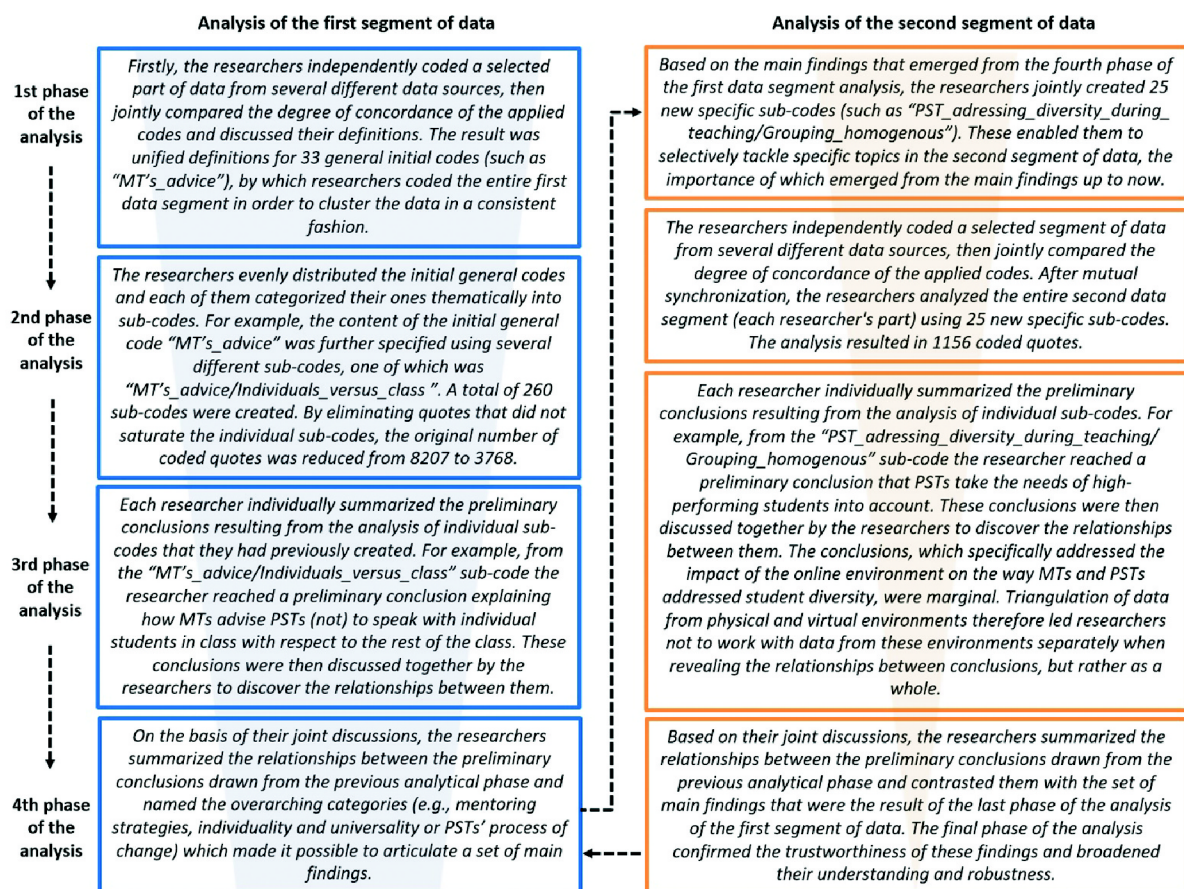 Analysis of the first segment of data
Analysis of the second segment of data
1st phase
of the
analysis
Firstly, the researchers independently coded a selected
part of data from several different data sources, then
jointly compared the degree of concordance of the applied
codes and discussed their definitions. The result was
unified definitions for 33 general initial codes (such as
“MT’s_advice”), by which researchers coded the entire first
data segment in order to cluster the data in a consistent
fashion.
Based on the main findings that emerged from the fourth phase of
the first data segment analysis, the researchers jointly created 25
new specific sub-codes (such as “PST_adressing_diversity_during_
teaching/Grouping_homogenous”). These enabled them to
selectively tackle specific topics in the second segment of data, the
importance of which emerged from the main findings up to now.
2nd phase
of the
analysis
The researchers evenly distributed the initial general codes
and each of them categorized their ones thematically into
sub-codes. For example, the content of the initial general
code “MT’s_advice” was further specified using several
different sub-codes, one of which was
“MT’s_advice/Individuals_versus_class ”. A total of 260
sub-codes were created. By eliminating quotes that did not
saturate the individual sub-codes, the original number of
coded quotes was reduced from 8207 to 3768.
The researchers independently coded a selected segment of data
from several different data sources, then jointly compared the
degree of concordance of the applied codes. After mutual
synchronization, the researchers analyzed the entire second data
segment (each researcher's part) using 25 new specific sub-codes.
The analysis resulted in 1156 coded quotes.
3rd phase
of the
analysis
Each researcher individually summarized the preliminary
conclusions resulting from the analysis of individual sub-
codes that they had previously created. For example, from
the “MT’s_advice/Individuals_versus_class” sub-code the
researcher reached a preliminary conclusion explaining
how MTs advise PSTs (not) to speak with individual
students in class with respect to the rest of the class. These
conclusions were then discussed together by the
researchers to discover the relationships between them.
Each researcher individually summarized the preliminary
conclusions resulting from the analysis of individual sub-codes. For
example, from the “PST_adressing_diversity_during_teaching/
Grouping_homogenous” sub-code the researcher reached a
preliminary conclusion that PSTs take the needs of high-
performing students into account. These conclusions were then
discussed together by the researchers to discover the relationships
between them. The conclusions, which specifically addressed the
impact of the online environment on the way MTs and PSTs
addressed student diversity, were marginal. Triangulation of data
from physical and virtual environments therefore led researchers
not to work with data from these environments separately when
revealing the relationships between conclusions, but rather as a
whole.
4th phase
of the
analysis
On the basis of their joint discussions, the researchers
summarized the relationships between the preliminary
conclusions drawn from the previous analytical phase and
named the overarching categories (e.g., mentoring
strategies, individuality and universality or PSTs’ process of
change) which made it possible to articulate a set of main
findings.
Based on their joint discussions, the researchers summarized the
relationships between the preliminary conclusions drawn from the
previous analytical phase and contrasted them with the set of
main findings that were the result of the last phase of the analysis
of the first segment of data. The final phase of the analysis
confirmed the trustworthiness of these findings and broadened
their understanding and robustness.